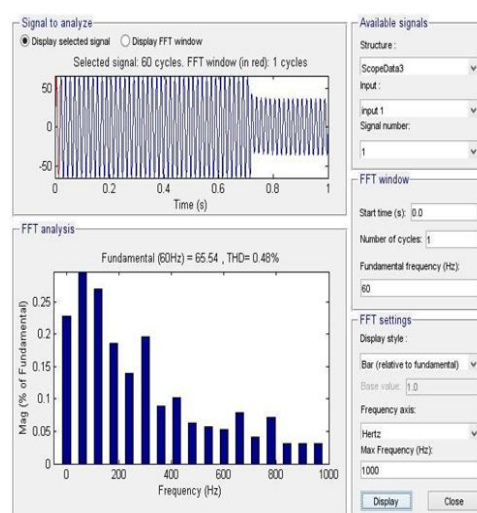 Signal to analyze
Display selected signal Display FFT window
Selected signal: 60 cycles. FFT window (in red): 1 cycles
50
0
-50
0 0.2 0.4 0.6 0.8 1
Time (s)
FFT analysis
Fundamental (60Hz) = 65.54 , THD= 0.48%
0.25
0.2
0.15
0.1
0.05
0
Mag (% of Fundamental)
0 200 400 600 800 1000
Frequency (Hz)
Available signals
Structure :
ScopeData3
Input :
input 1
Signal number:
1
FFT window
Start time (s): 0.0
Number of cycles: 1
Fundamental frequency (Hz):
60
FFT settings
Display style :
Bar (relative to fundamental)
Base value: 1.0
Frequency axis:
Hertz
Max Frequency (Hz):
1000
Display Close